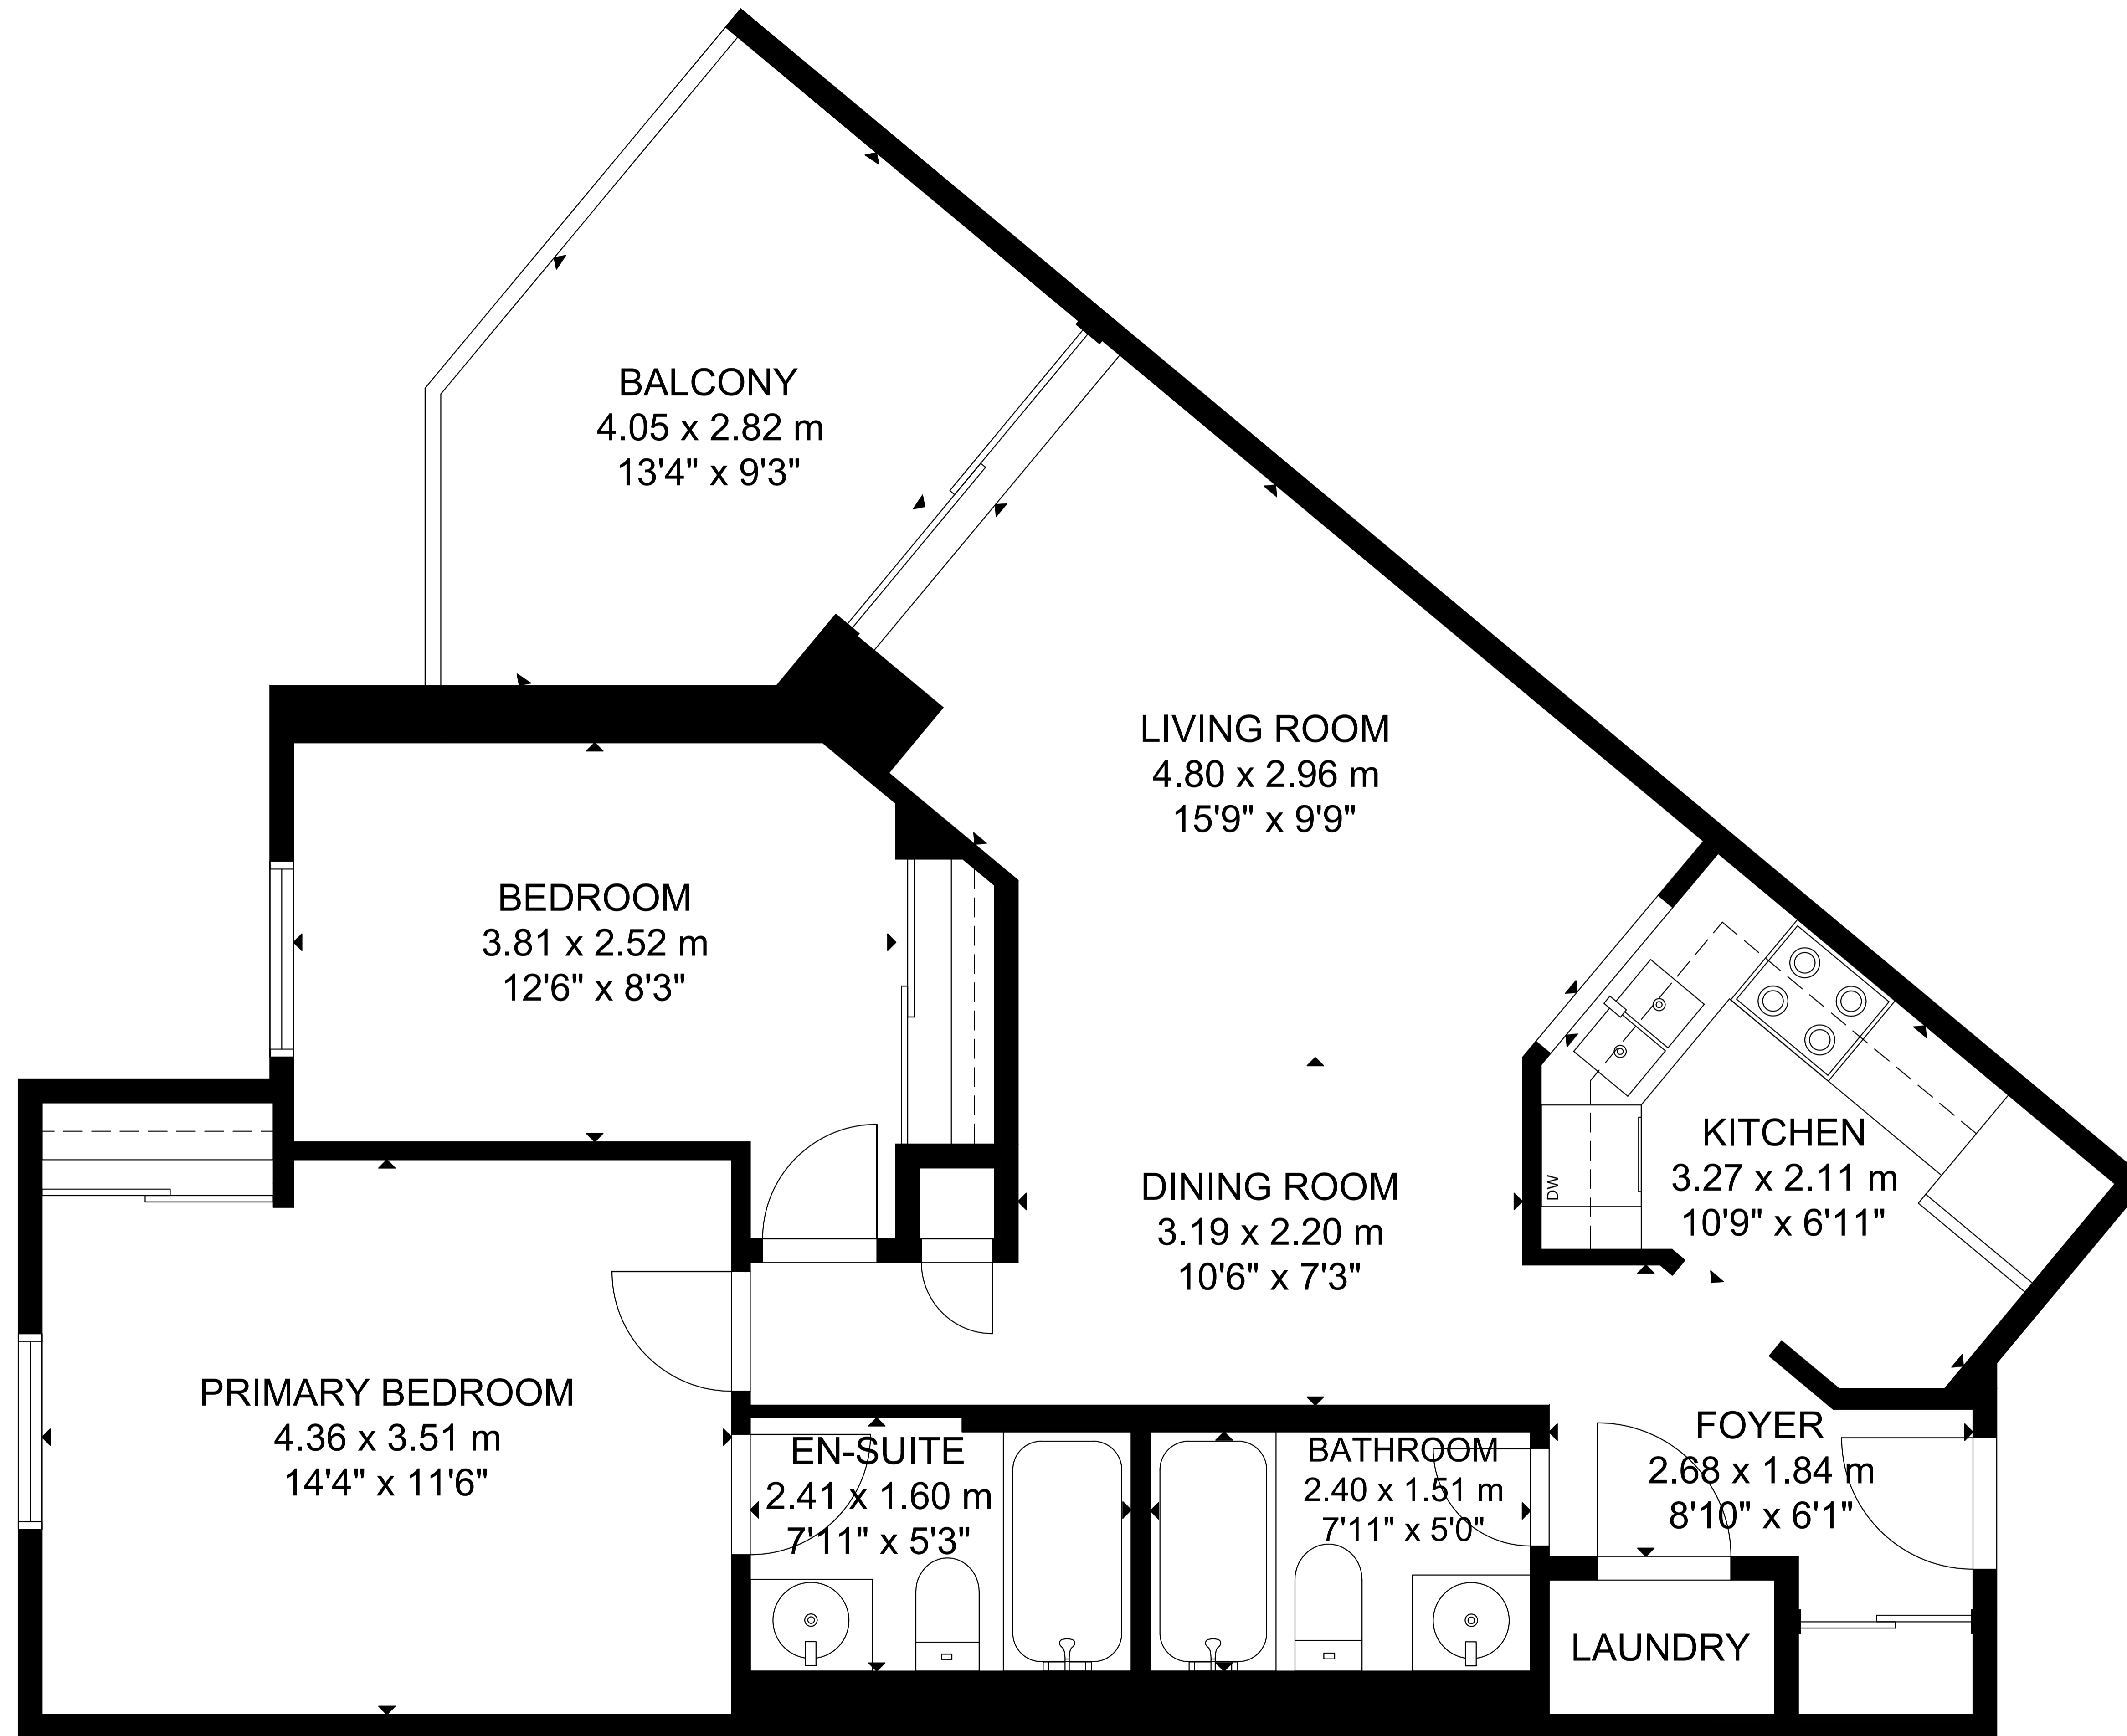 BALCONY
4.05 x 2.82 m
13'4" x 9'3"
LIVING ROOM
4.80 x 2.96 m
15'9" x 9'9"
BEDROOM
3.81 x 2.52 m
12'6" x 8'3"
KITCHEN
3.27 x 2.11 m
10'9" x 6'11"
DW
DINING ROOM
3.19 x 2.20 m
10'6" x 7'3"
PRIMARY BEDROOM
4.36 x 3.51 m
14'4" x 11'6"
EN-SUITE
2.41 x 1.60 m
7'11" x 5'3"
BATHROOM
2.40 x 1.51 m
7'11" x 5'0"
FOYER
2.68 x 1.84 m
8'10" x 6'1"
LAUNDRY